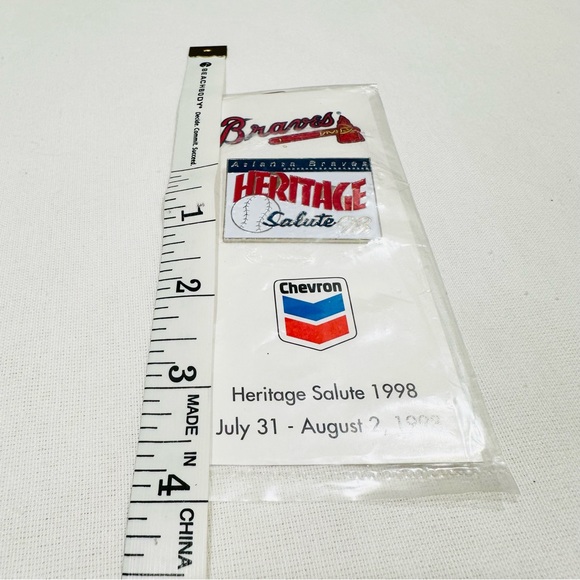 BEACHBODY®
Decide. Commit. Succeed.
1
2
3
MADE IN
4
CHINA
Braves
Atlanta Braves
HERITAGE
Salute 98
Chevron
Heritage Salute 1998
July 31 - August 2, 1998